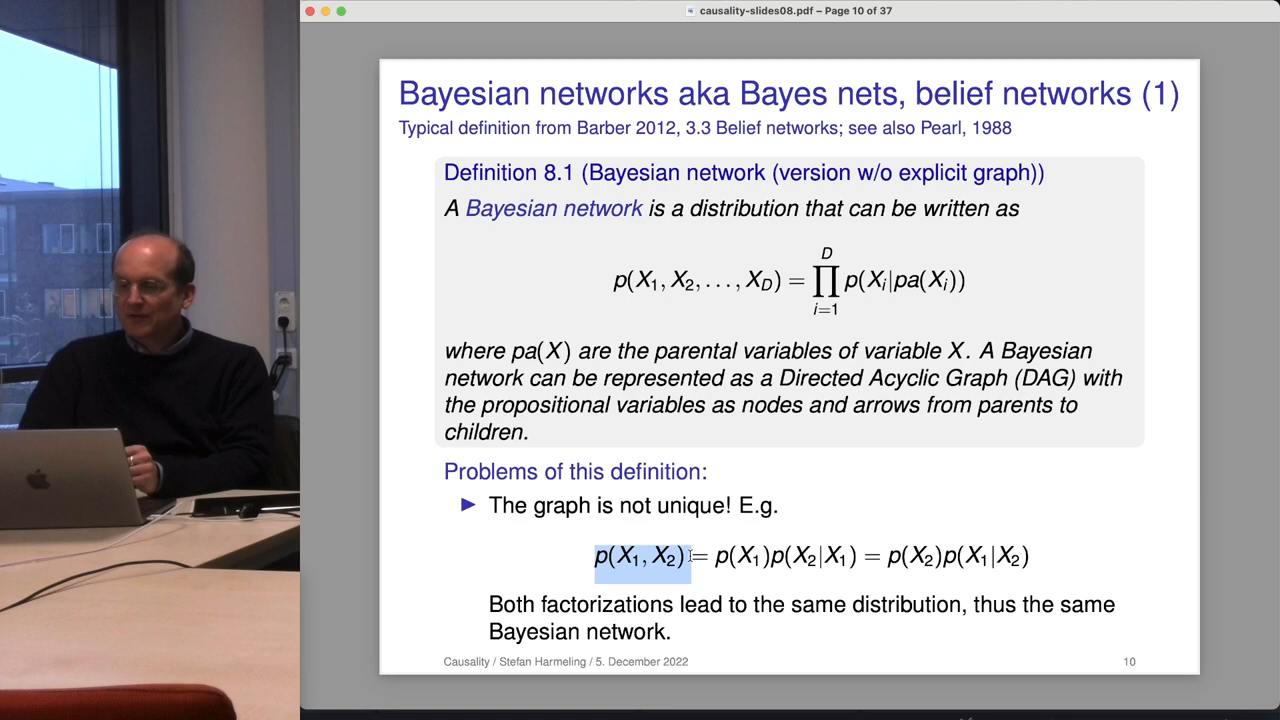 causality-slides08.pdf – Page 10 of 37
Bayesian networks aka Bayes nets, belief networks (1)
Typical definition from Barber 2012, 3.3 Belief networks; see also Pearl, 1988
Definition 8.1 (Bayesian network (version w/o explicit graph))
A Bayesian network is a distribution that can be written as
p(X₁, X₂, . . . , X_D) = ∏_{i=1}^{D} p(Xᵢ|pa(Xᵢ))
where pa(X) are the parental variables of variable X. A Bayesian
network can be represented as a Directed Acyclic Graph (DAG) with
the propositional variables as nodes and arrows from parents to
children.
Problems of this definition:
▶ The graph is not unique! E.g.
p(X₁, X₂) = p(X₁)p(X₂|X₁) = p(X₂)p(X₁|X₂)
Both factorizations lead to the same distribution, thus the same
Bayesian network.
Causality / Stefan Harmeling / 5. December 2022 10